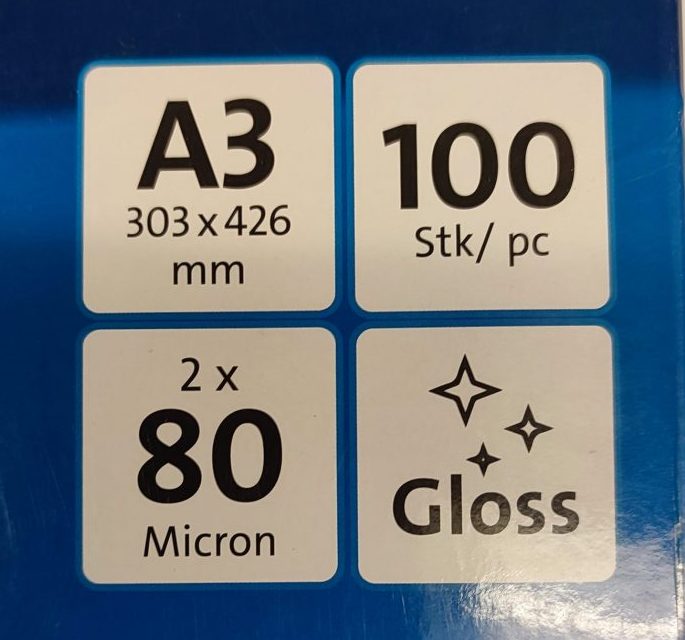 A3
303 x 426
mm
100
Stk/ pc
2 x
80
Micron
Gloss